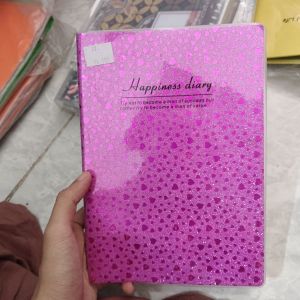 Happiness diary
Try not to become a man of success but
rather try to become a man of value.